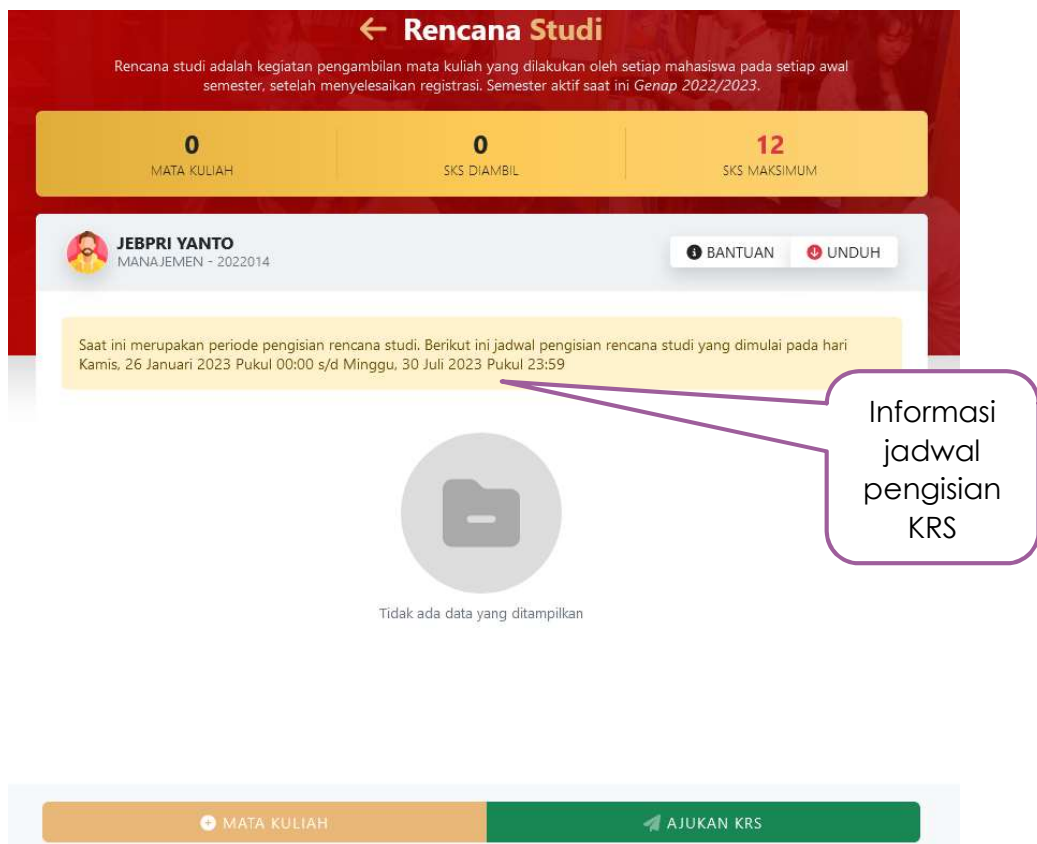 ← Rencana Studi
Rencana studi adalah kegiatan pengambilan mata kuliah yang dilakukan oleh setiap mahasiswa pada setiap awal
semester, setelah menyelesaikan registrasi. Semester aktif saat ini Genap 2022/2023.
0
MATA KULIAH
0
SKS DIAMBIL
12
SKS MAKSIMUM
JEBPRI YANTO
MANAJEMEN - 2022014
BANTUAN
UNDUH
Saat ini merupakan periode pengisian rencana studi. Berikut ini jadwal pengisian rencana studi yang dimulai pada hari
Kamis, 26 Januari 2023 Pukul 00:00 s/d Minggu, 30 Juli 2023 Pukul 23:59
Informasi
jadwal
pengisian
KRS
Tidak ada data yang ditampilkan
MATA KULIAH
AJUKAN KRS